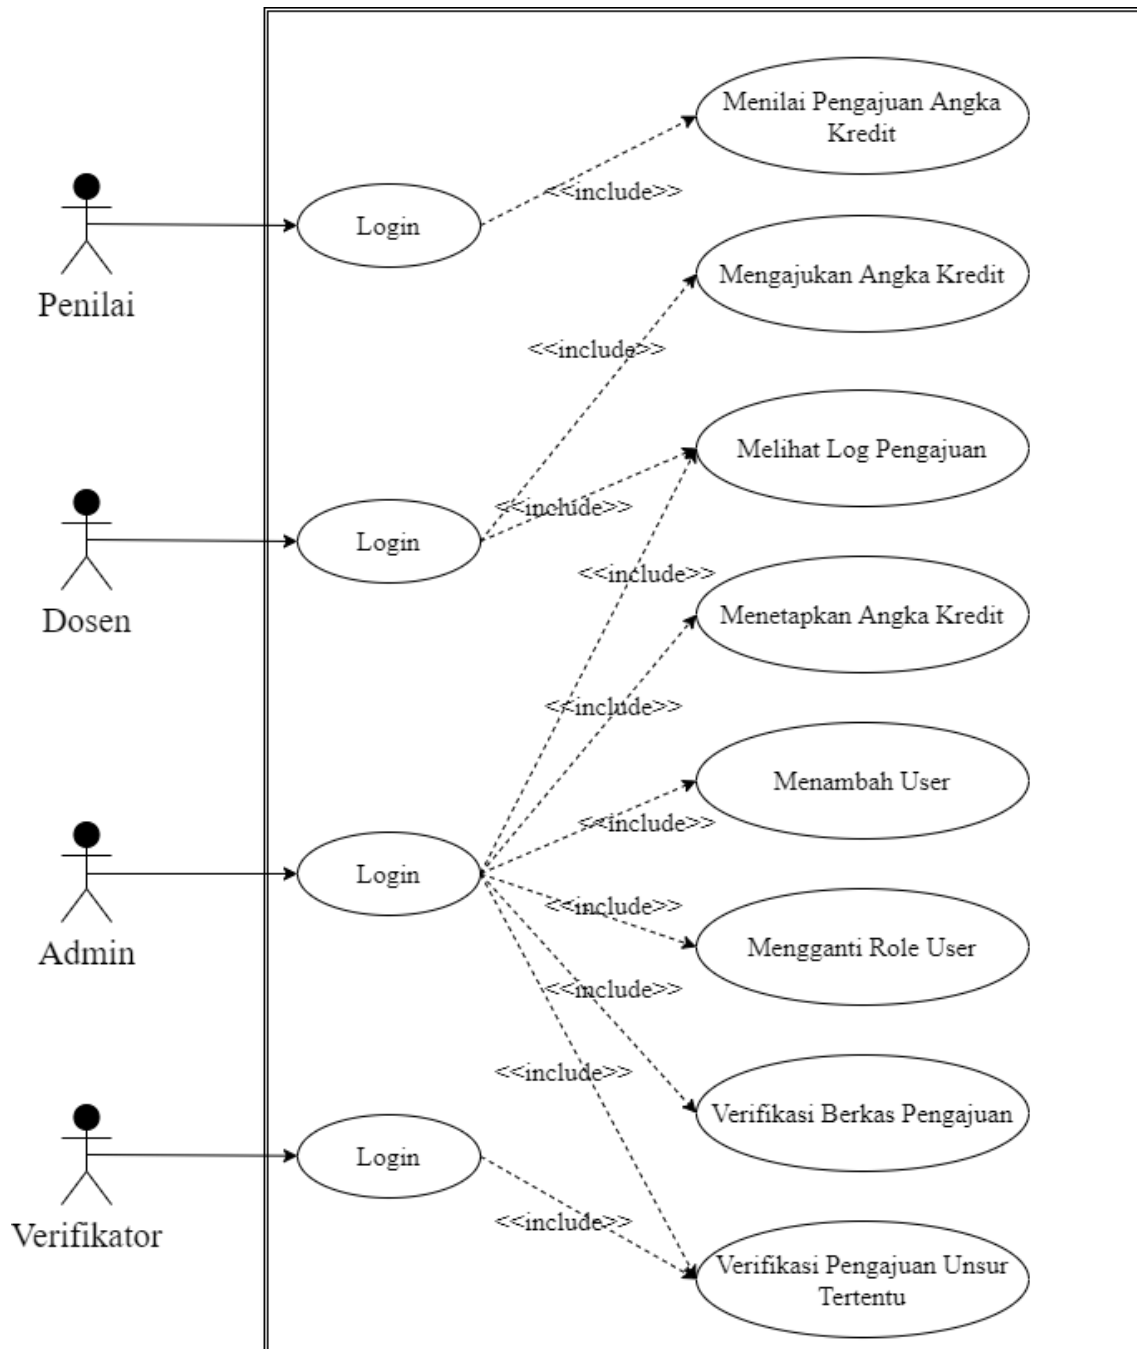 Menilai Pengajuan Angka
Kredit
<<include>>
Login
Penilai
Mengajukan Angka Kredit
<<include>>
Melihat Log Pengajuan
<<include>>
Login
Dosen
<<include>>
Menetapkan Angka Kredit
<<include>>
Menambah User
<<include>>
Login
Admin
<<include>>
Mengganti Role User
<<include>>
Verifikasi Berkas Pengajuan
<<include>>
Login
Verifikator
<<include>>
Verifikasi Pengajuan Unsur
Tertentu